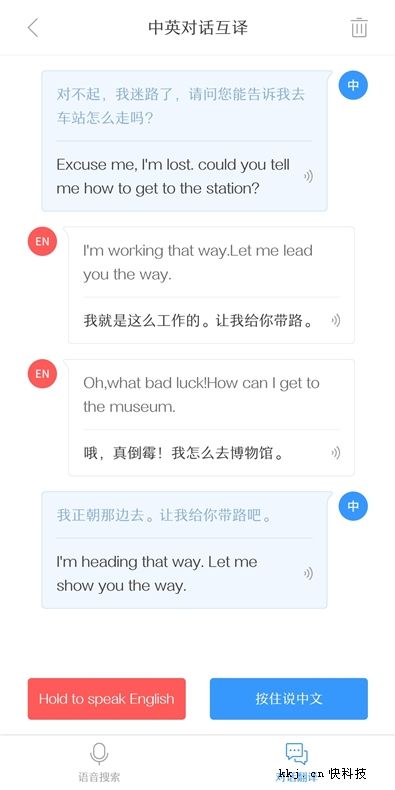 中英对话互译
对不起，我迷路了，请问您能告诉我去
车站怎么走吗？
中
Excuse me, I'm lost. could you tell
me how to get to the station?
EN
I'm working that way.Let me lead
you the way.
我就是这么工作的。让我给你带路。
EN
Oh,what bad luck!How can I get to
the museum.
哦，真倒霉！我怎么去博物馆。
我正朝那边去。让我给你带路吧。
中
I'm heading that way. Let me
show you the way.
Hold to speak English
按住说中文
语音搜索
kkj.cn 快科技